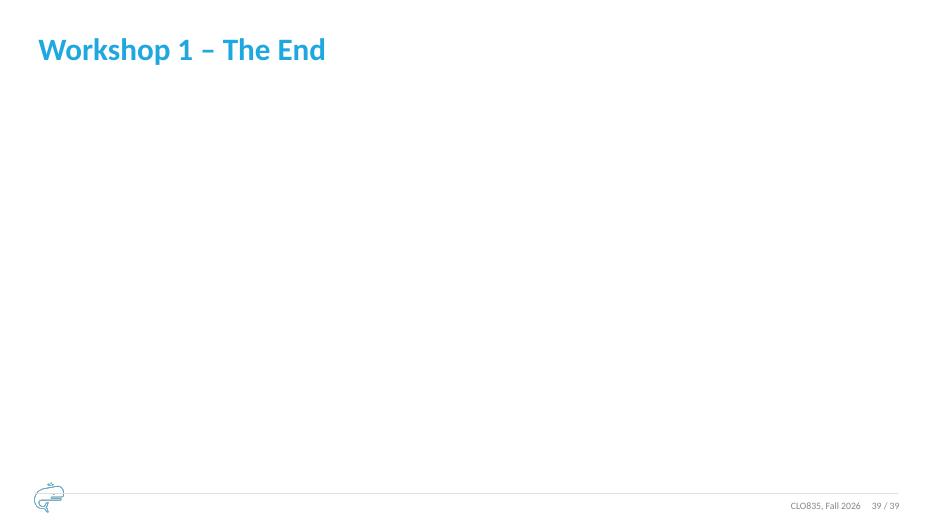 Workshop 1 – The End
CLO835, Fall 2026 39 / 39